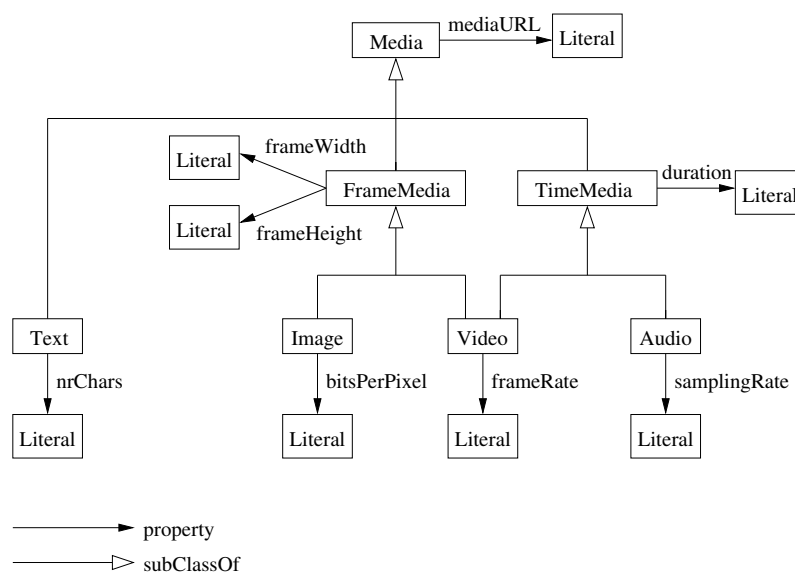 mediaURL
Media
Literal
frameWidth
Literal
FrameMedia
TimeMedia
duration
Literal
Literal
frameHeight
Text
Image
Video
Audio
nrChars
bitsPerPixel
frameRate
samplingRate
Literal
Literal
Literal
Literal
property
subClassOf